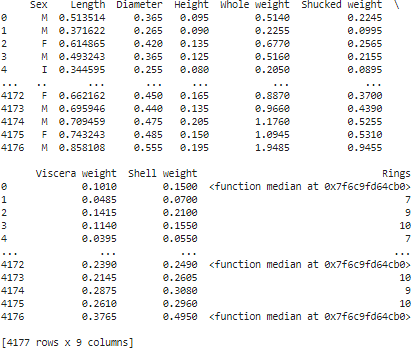 Sex Length Diameter Height Whole weight Shucked weight \
0 M 0.513514 0.365 0.095 0.5140 0.2245
1 M 0.371622 0.265 0.090 0.2255 0.0995
2 F 0.614865 0.420 0.135 0.6770 0.2565
3 M 0.493243 0.365 0.125 0.5160 0.2155
4 I 0.344595 0.255 0.080 0.2050 0.0895
... .. ... ... ... ... ...
4172 F 0.662162 0.450 0.165 0.8870 0.3700
4173 M 0.695946 0.440 0.135 0.9660 0.4390
4174 M 0.709459 0.475 0.205 1.1760 0.5255
4175 F 0.743243 0.485 0.150 1.0945 0.5310
4176 M 0.858108 0.555 0.195 1.9485 0.9455
Viscera weight Shell weight Rings
0 0.1010 0.1500 <function median at 0x7f6c9fd64cb0>
1 0.0485 0.0700 7
2 0.1415 0.2100 9
3 0.1140 0.1550 10
4 0.0395 0.0550 7
... ... ... ...
4172 0.2390 0.2490 <function median at 0x7f6c9fd64cb0>
4173 0.2145 0.2605 10
4174 0.2875 0.3080 9
4175 0.2610 0.2960 10
4176 0.3765 0.4950 <function median at 0x7f6c9fd64cb0>
[4177 rows x 9 columns]